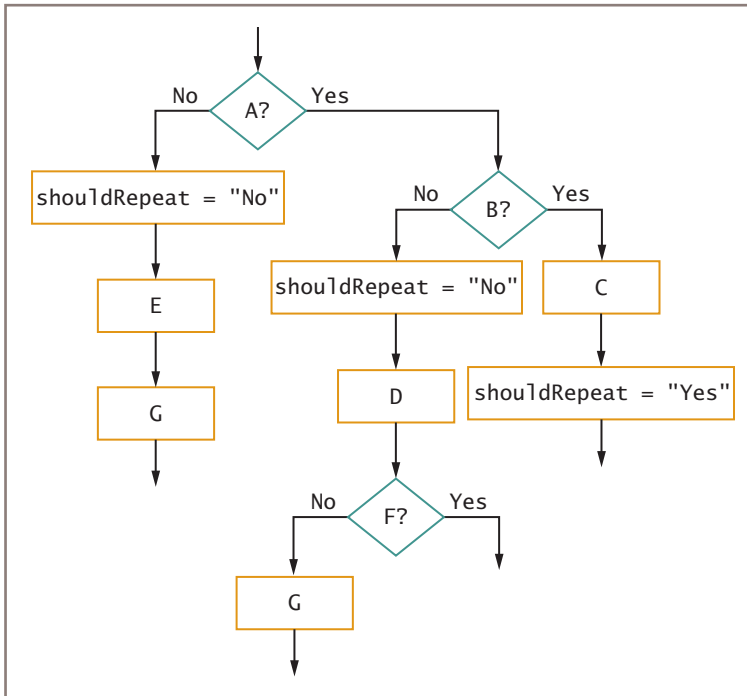 A?
No
Yes
shouldRepeat = "No"
B?
No
Yes
E
shouldRepeat = "No"
C
G
D
shouldRepeat = "Yes"
F?
No
Yes
G